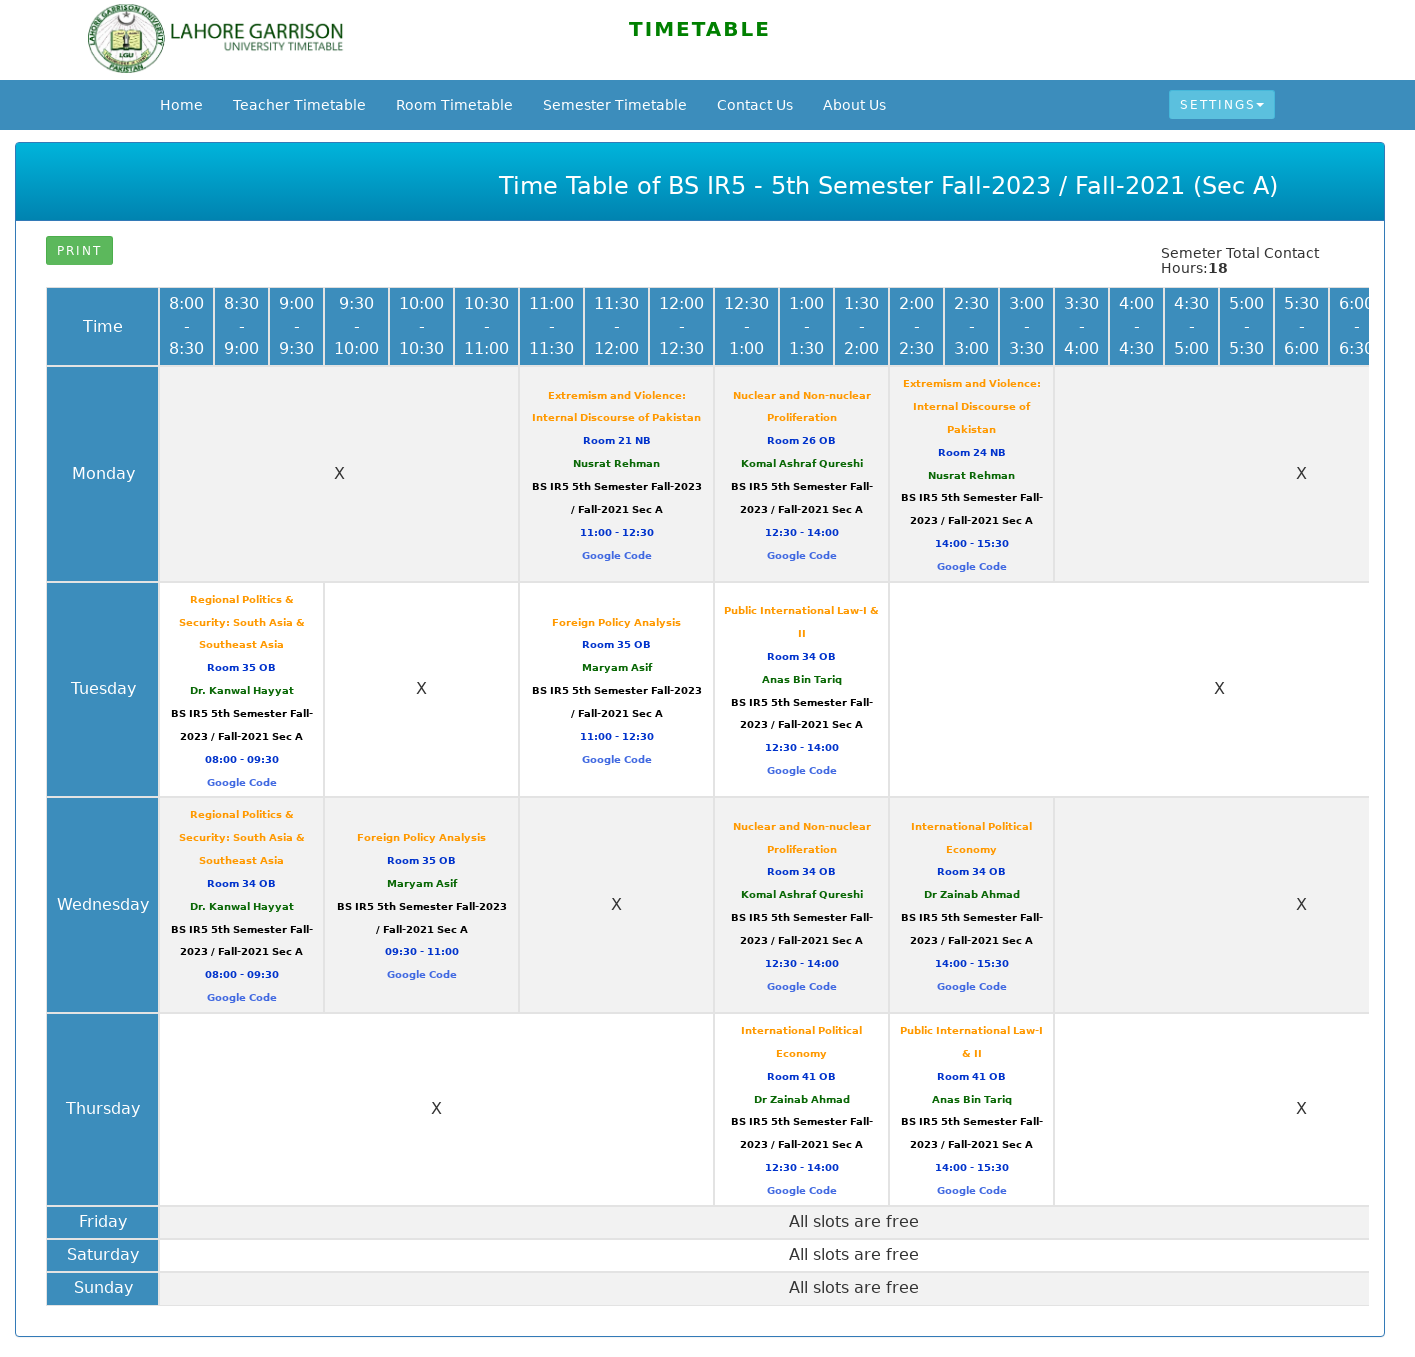 LAHORE GARRISON
UNIVERSITY TIMETABLE
TIMETABLE
Home Teacher Timetable Room Timetable Semester Timetable Contact Us About Us SETTINGS
Time Table of BS IR5 - 5th Semester Fall-2023 / Fall-2021 (Sec A)
PRINT
Semeter Total Contact
Hours:18
Time
8:00
-
8:30
8:30
-
9:00
9:00
-
9:30
9:30
-
10:00
10:00
-
10:30
10:30
-
11:00
11:00
-
11:30
11:30
-
12:00
12:00
-
12:30
12:30
-
1:00
1:00
-
1:30
1:30
-
2:00
2:00
-
2:30
2:30
-
3:00
3:00
-
3:30
3:30
-
4:00
4:00
-
4:30
4:30
-
5:00
5:00
-
5:30
5:30
-
6:00
6:00
-
6:30
Monday
X
Extremism and Violence:
Internal Discourse of Pakistan
Room 21 NB
Nusrat Rehman
BS IR5 5th Semester Fall-2023
/ Fall-2021 Sec A
11:00 - 12:30
Google Code
Nuclear and Non-nuclear
Proliferation
Room 26 OB
Komal Ashraf Qureshi
BS IR5 5th Semester Fall-
2023 / Fall-2021 Sec A
12:30 - 14:00
Google Code
Extremism and Violence:
Internal Discourse of
Pakistan
Room 24 NB
Nusrat Rehman
BS IR5 5th Semester Fall-
2023 / Fall-2021 Sec A
14:00 - 15:30
Google Code
X
Tuesday
Regional Politics &
Security: South Asia &
Southeast Asia
Room 35 OB
Dr. Kanwal Hayyat
BS IR5 5th Semester Fall-
2023 / Fall-2021 Sec A
08:00 - 09:30
Google Code
X
Foreign Policy Analysis
Room 35 OB
Maryam Asif
BS IR5 5th Semester Fall-2023
/ Fall-2021 Sec A
11:00 - 12:30
Google Code
Public International Law-I &
II
Room 34 OB
Anas Bin Tariq
BS IR5 5th Semester Fall-
2023 / Fall-2021 Sec A
12:30 - 14:00
Google Code
X
Wednesday
Regional Politics &
Security: South Asia &
Southeast Asia
Room 34 OB
Dr. Kanwal Hayyat
BS IR5 5th Semester Fall-
2023 / Fall-2021 Sec A
08:00 - 09:30
Google Code
Foreign Policy Analysis
Room 35 OB
Maryam Asif
BS IR5 5th Semester Fall-2023
/ Fall-2021 Sec A
09:30 - 11:00
Google Code
X
Nuclear and Non-nuclear
Proliferation
Room 34 OB
Komal Ashraf Qureshi
BS IR5 5th Semester Fall-
2023 / Fall-2021 Sec A
12:30 - 14:00
Google Code
International Political
Economy
Room 34 OB
Dr Zainab Ahmad
BS IR5 5th Semester Fall-
2023 / Fall-2021 Sec A
14:00 - 15:30
Google Code
X
Thursday
X
International Political
Economy
Room 41 OB
Dr Zainab Ahmad
BS IR5 5th Semester Fall-
2023 / Fall-2021 Sec A
12:30 - 14:00
Google Code
Public International Law-I
& II
Room 41 OB
Anas Bin Tariq
BS IR5 5th Semester Fall-
2023 / Fall-2021 Sec A
14:00 - 15:30
Google Code
X
Friday
All slots are free
Saturday
All slots are free
Sunday
All slots are free